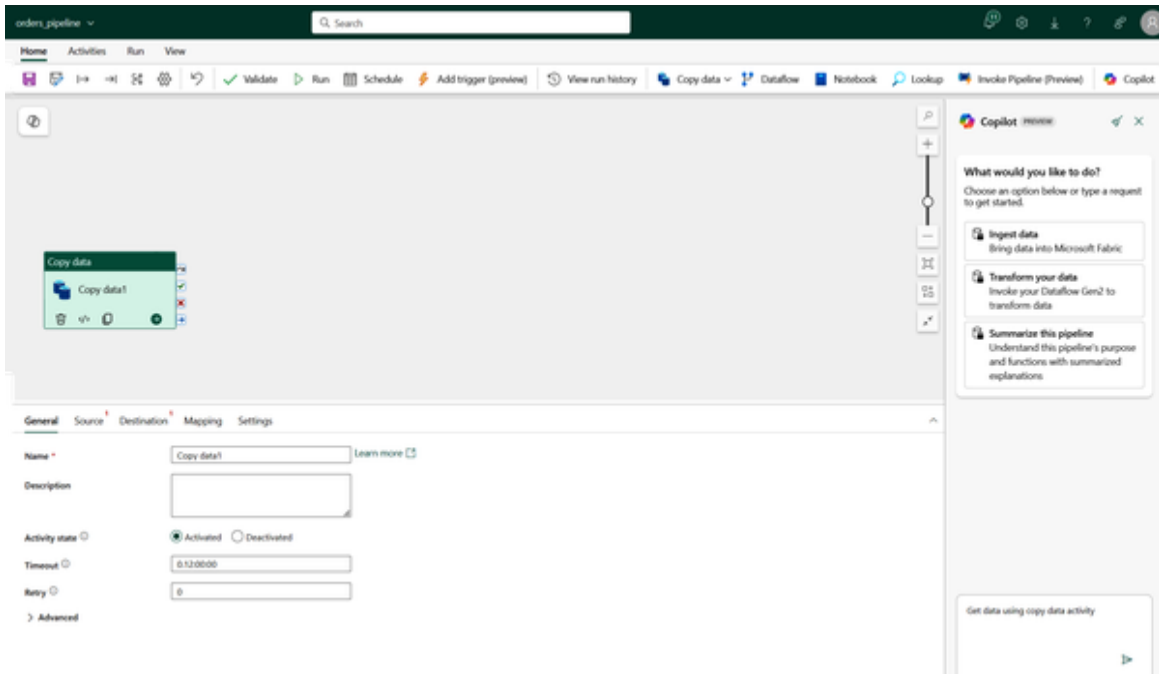 orders_pipeline
Search
Home Activities Run View
Validate Run Schedule Add trigger (preview) View run history Copy data Dataflow Notebook Lookup Invoke Pipeline (Preview) Copilot
Copilot PREVIEW
What would you like to do?
Choose an option below or type a request
to get started.
Ingest data
Bring data into Microsoft Fabric
Transform your data
Invoke your Dataflow Gen2 to
transform data
Summarize this pipeline
Understand this pipeline's purpose
and functions with summarized
explanations
Copy data
Copy data1
General Source 1 Destination 1 Mapping Settings
Name * Copy data1 Learn more
Description
Activity state Activated Deactivated
Timeout 0.12:00:00
Retry 0
Advanced
Get data using copy data activity